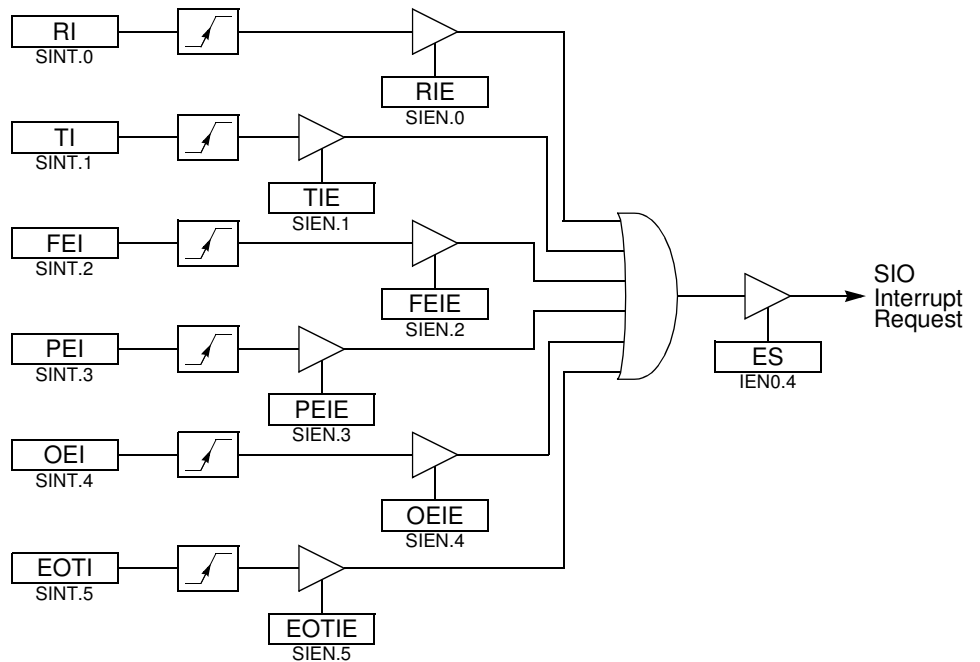 RI
SINT.0
RIE
SIEN.0
TI
SINT.1
TIE
SIEN.1
FEI
SINT.2
FEIE
SIEN.2
PEI
SINT.3
PEIE
SIEN.3
OEI
SINT.4
OEIE
SIEN.4
EOTI
SINT.5
EOTIE
SIEN.5
ES
IEN0.4
SIO
Interrupt
Request